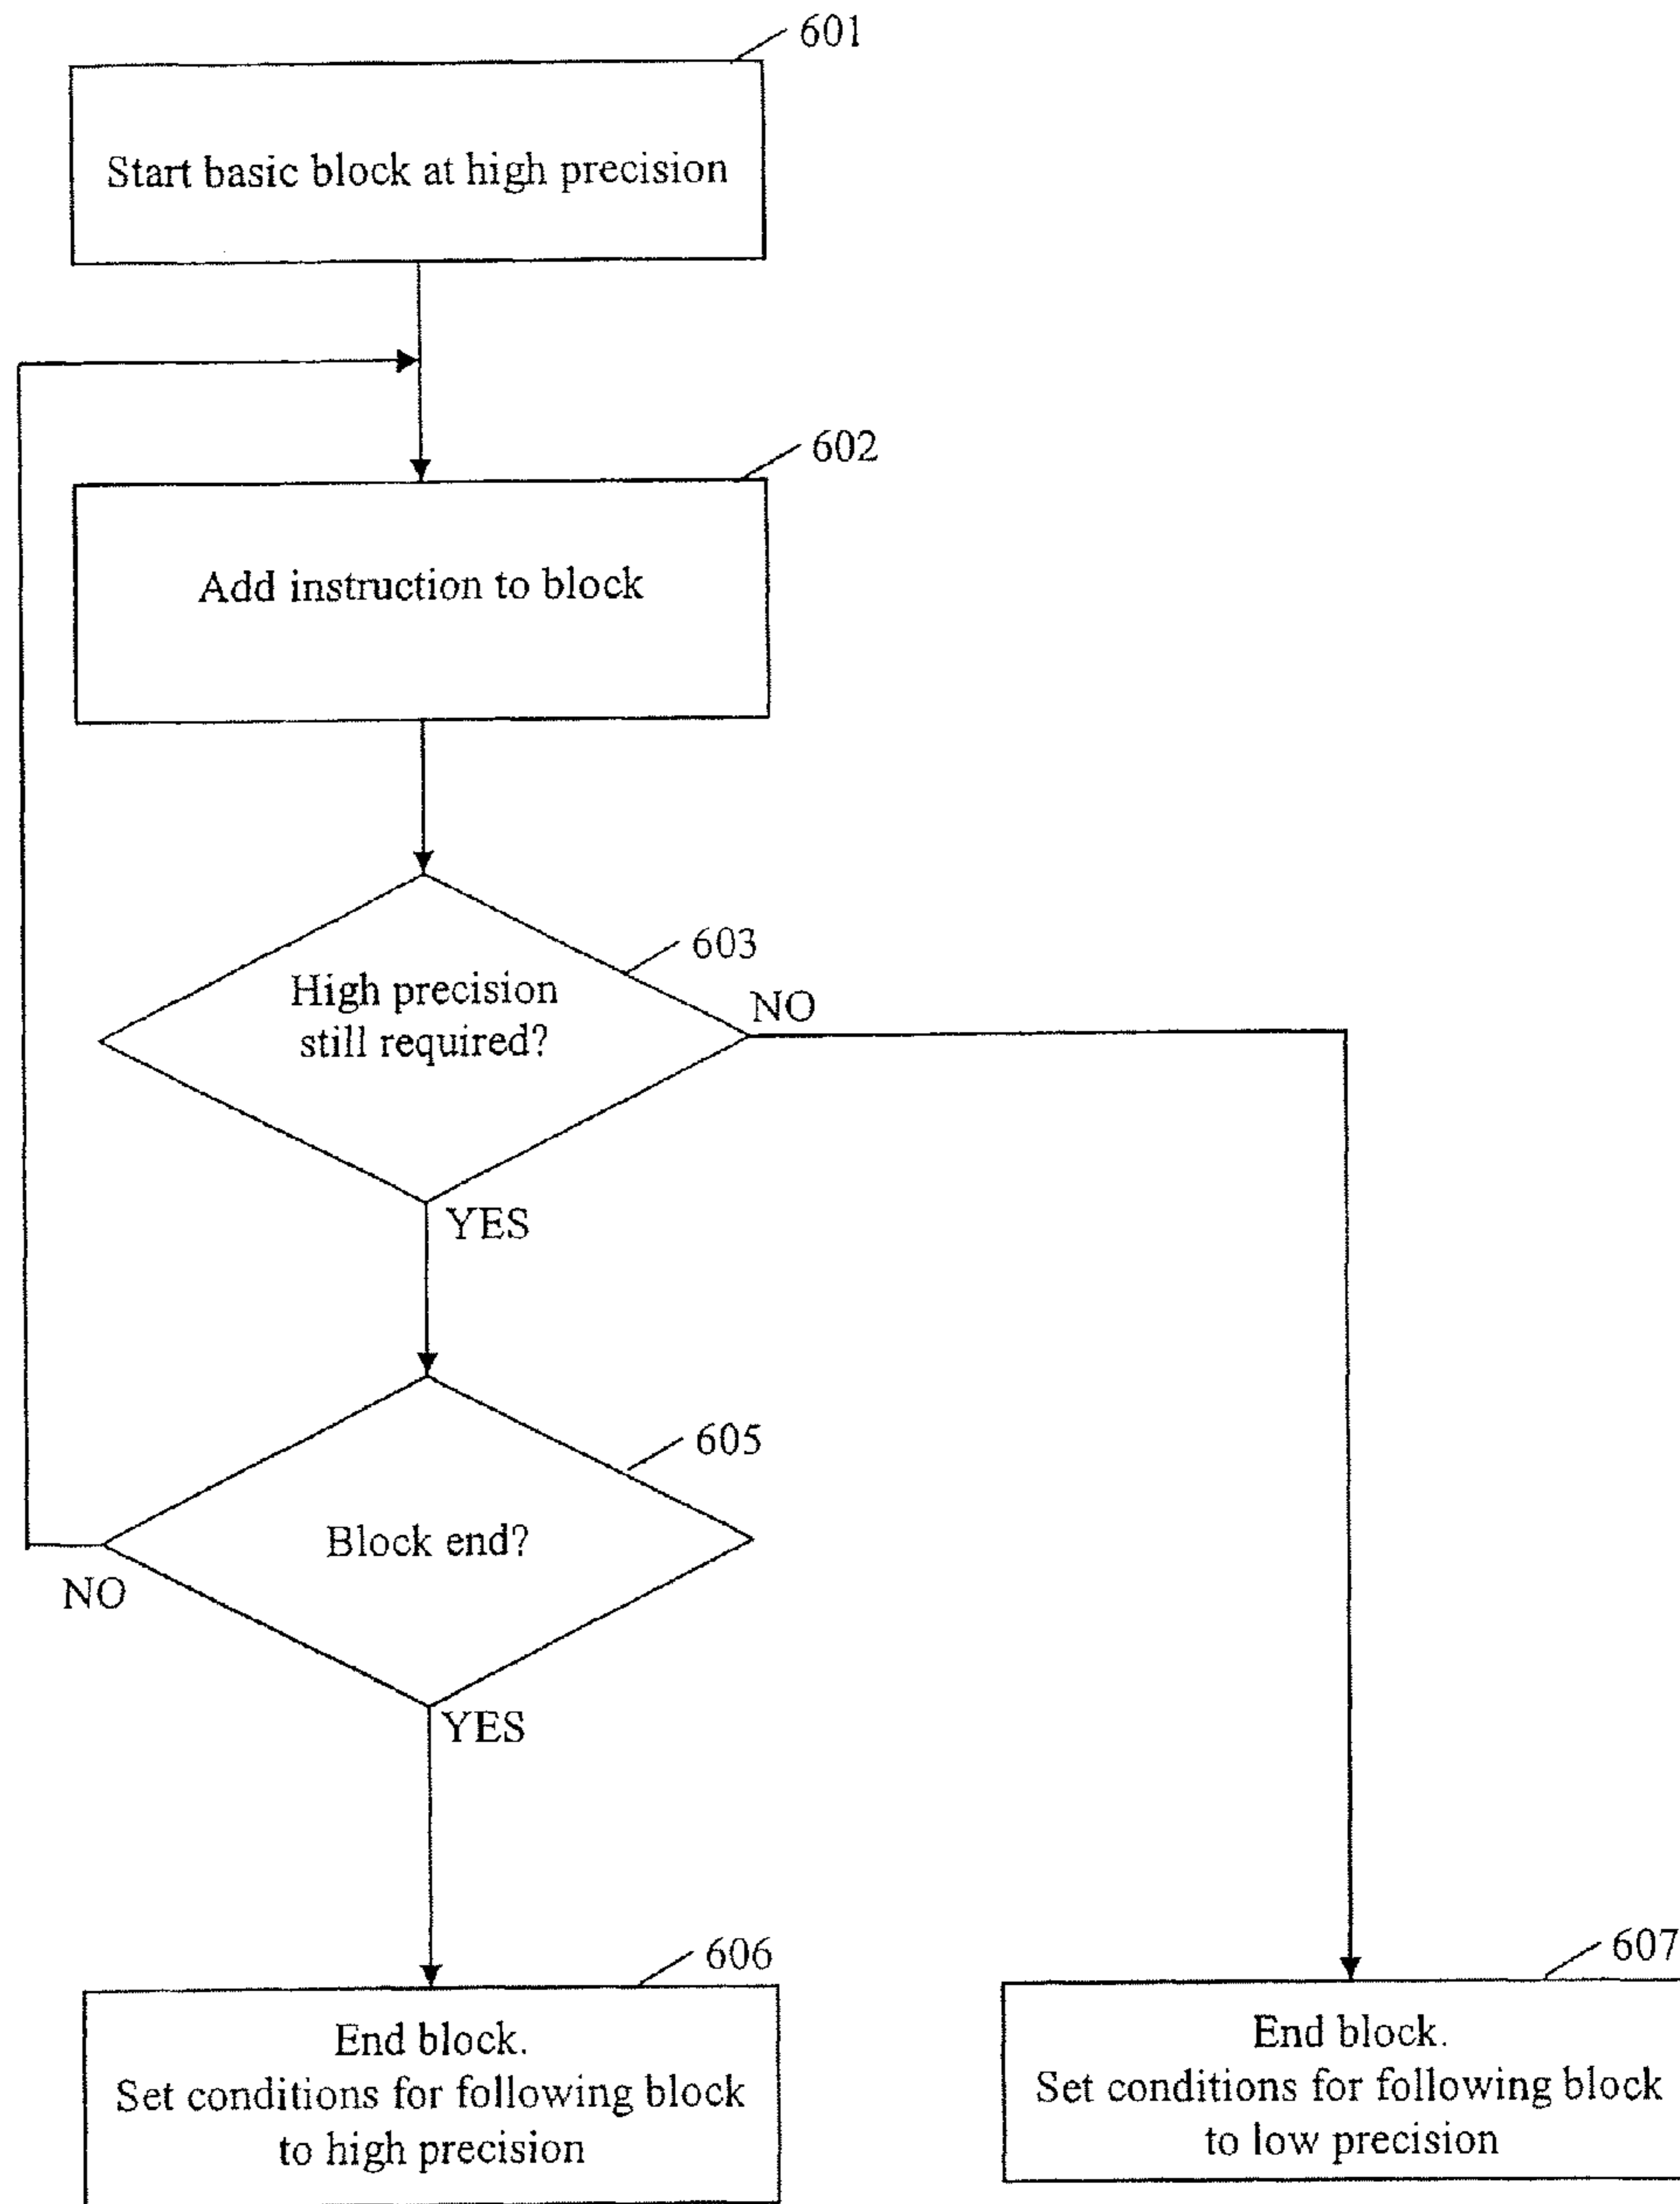 601
Start basic block at high precision
602
Add instruction to block
603
High precision
still required?
NO
YES
605
Block end?
NO
YES
606
End block.
Set conditions for following block
to high precision
607
End block.
Set conditions for following block
to low precision